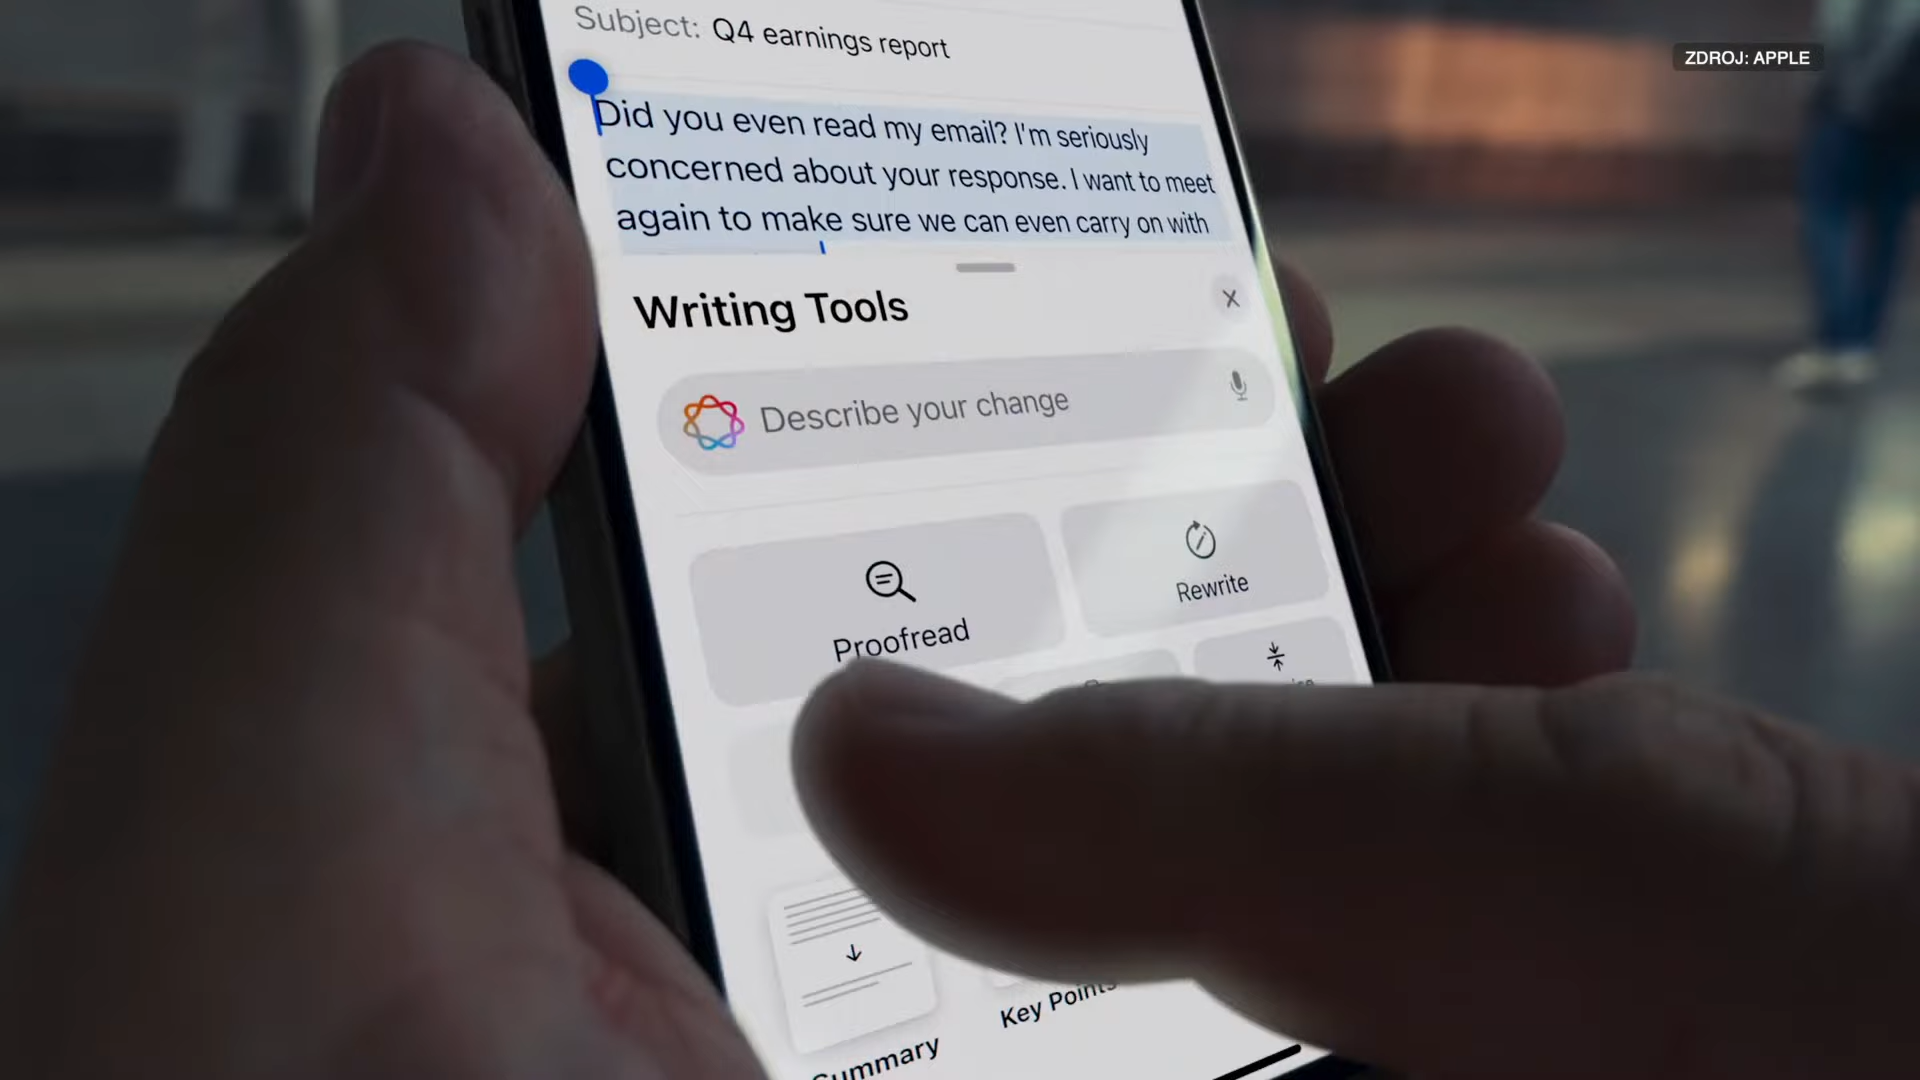 Subject: Q4 earnings report
ZDROJ: APPLE
Did you even read my email? I'm seriously
concerned about your response. I want to meet
again to make sure we can even carry on with
Writing Tools
Describe your change
Proofread
Rewrite
Key Points
Summary